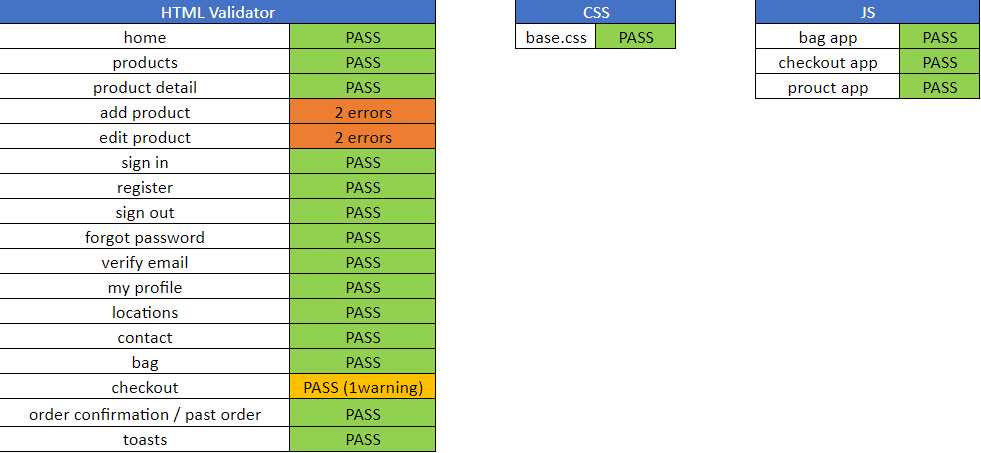 HTML Validator
home PASS
products PASS
product detail PASS
add product 2 errors
edit product 2 errors
sign in PASS
register PASS
sign out PASS
forgot password PASS
verify email PASS
my profile PASS
locations PASS
contact PASS
bag PASS
checkout PASS (1warning)
order confirmation / past order PASS
toasts PASS
CSS
base.css PASS
JS
bag app PASS
checkout app PASS
prouct app PASS